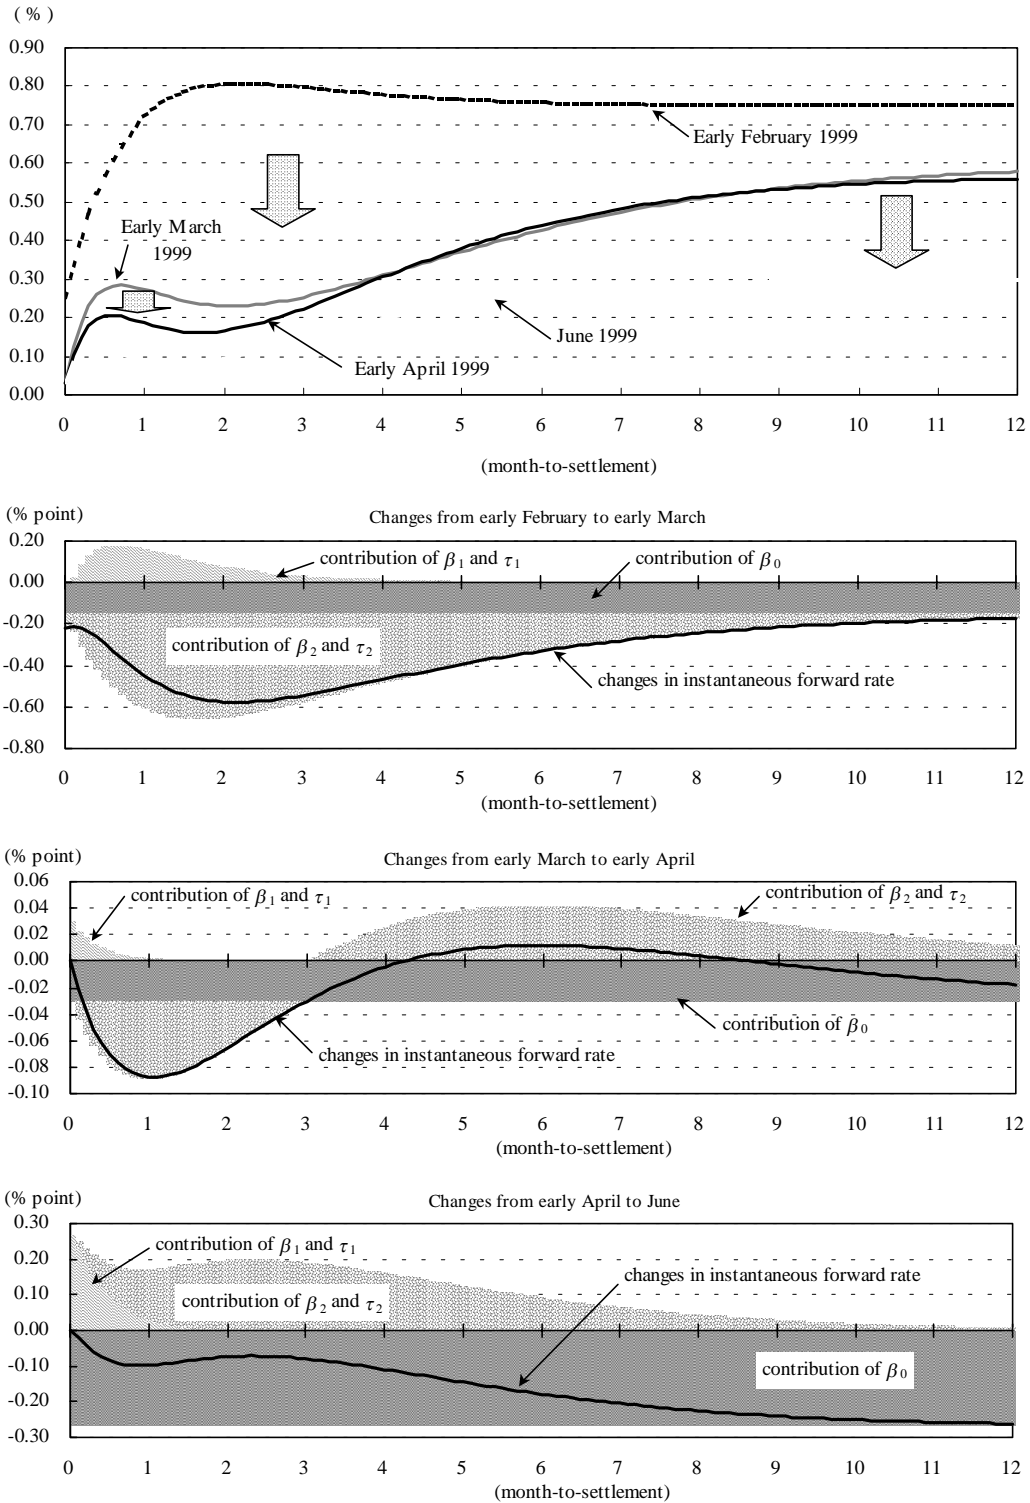 (%)
0.90
0.80
0.70
0.60
0.50
0.40
0.30
0.20
0.10
0.00
Early February 1999
Early March
1999
June 1999
Early April 1999
0 1 2 3 4 5 6 7 8 9 10 11 12
(month-to-settlement)
(% point)
Changes from early February to early March
0.20
0.00
-0.20
-0.40
-0.60
-0.80
contribution of β1 and τ1
contribution of β0
contribution of β2 and τ2
changes in instantaneous forward rate
0 1 2 3 4 5 6 7 8 9 10 11 12
(month-to-settlement)
(% point)
Changes from early March to early April
0.06
0.04
0.02
0.00
-0.02
-0.04
-0.06
-0.08
-0.10
contribution of β1 and τ1
contribution of β2 and τ2
contribution of β0
changes in instantaneous forward rate
0 1 2 3 4 5 6 7 8 9 10 11 12
(month-to-settlement)
(% point)
Changes from early April to June
0.30
0.20
0.10
0.00
-0.10
-0.20
-0.30
contribution of β1 and τ1
changes in instantaneous forward rate
contribution of β2 and τ2
contribution of β0
0 1 2 3 4 5 6 7 8 9 10 11 12
(month-to-settlement)